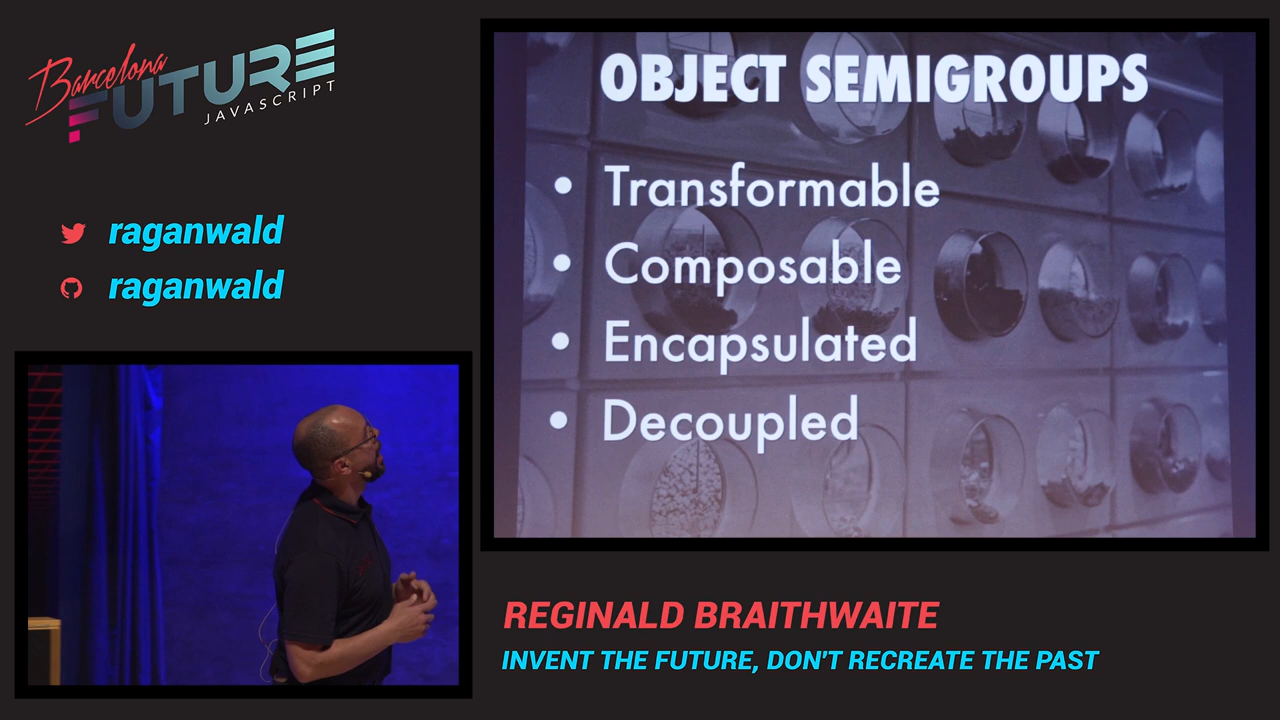 Barcelona
FUTURE
JAVASCRIPT
raganwald
raganwald
OBJECT SEMIGROUPS
• Transformable
• Composable
• Encapsulated
• Decoupled
REGINALD BRAITHWAITE
INVENT THE FUTURE, DON'T RECREATE THE PAST